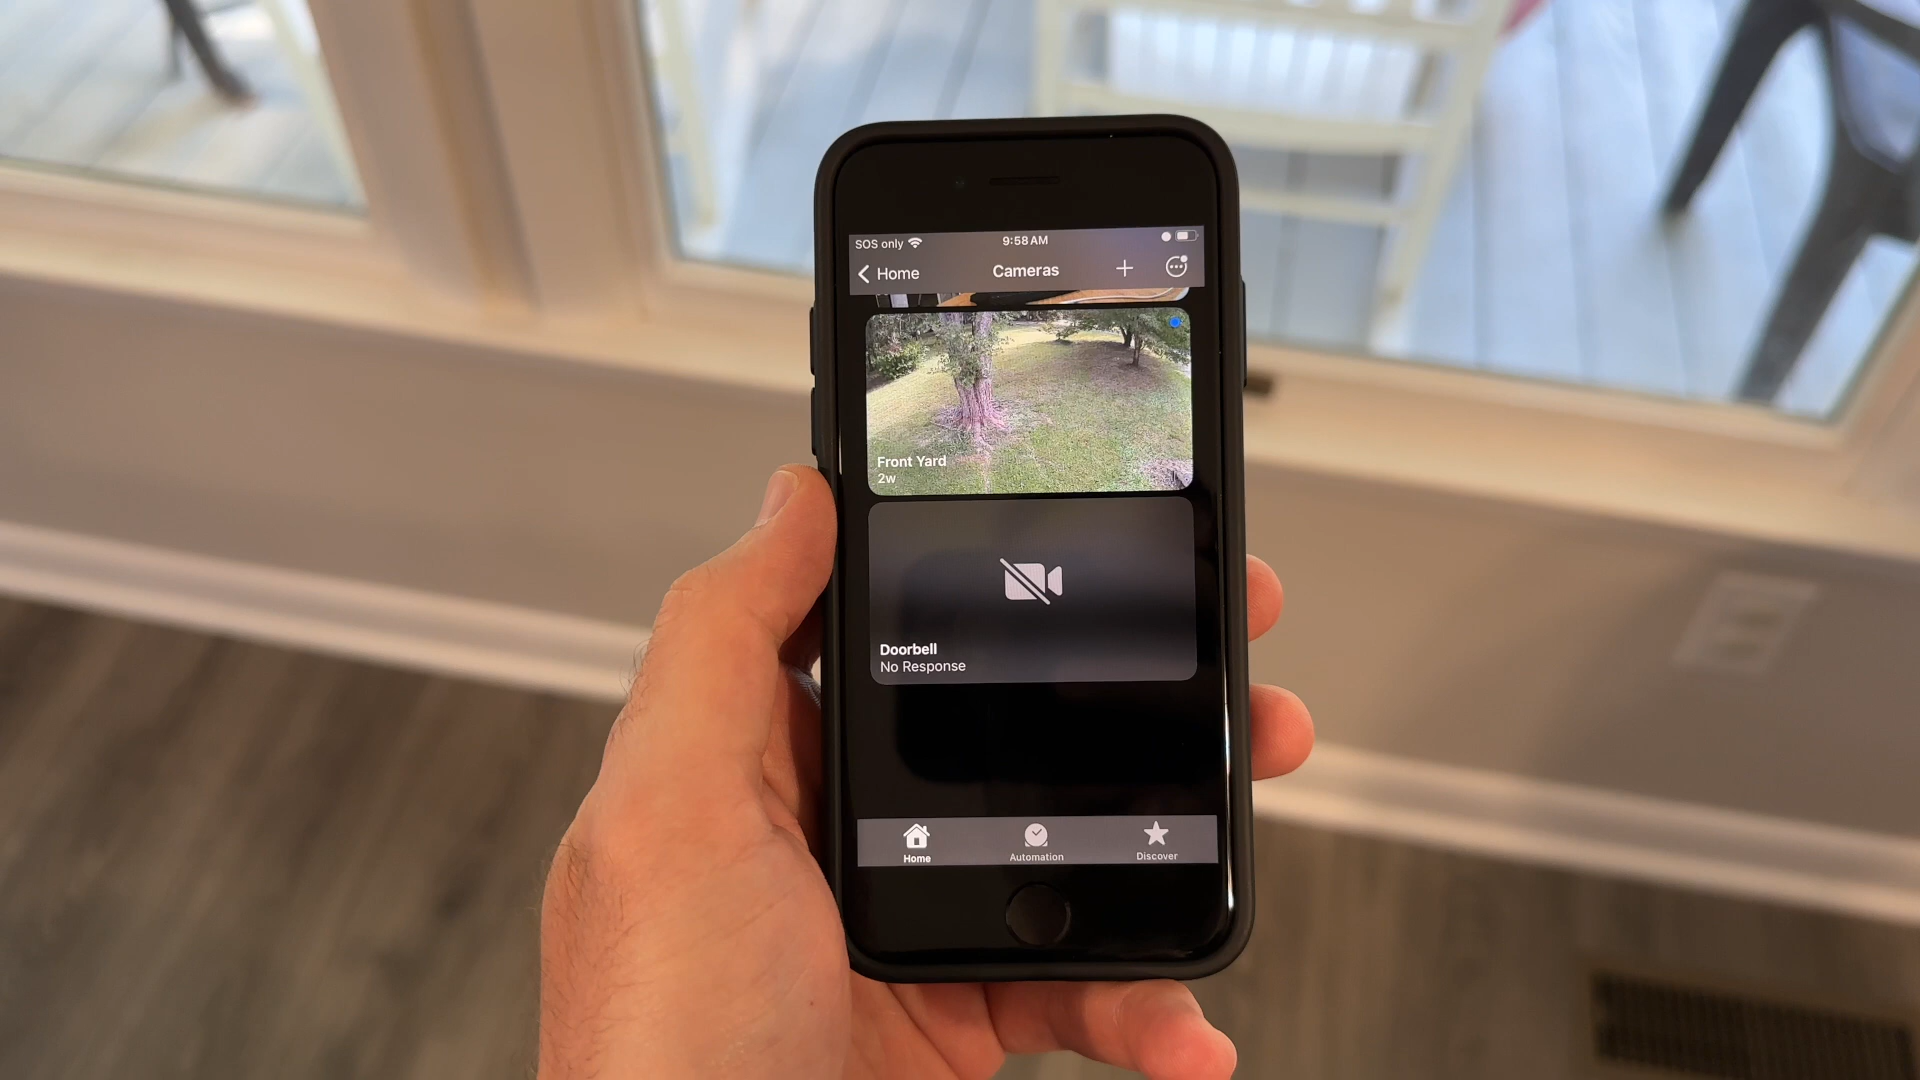 SOS only
9:58 AM
Home
Cameras
Front Yard
2w
Doorbell
No Response
Home
Automation
Discover